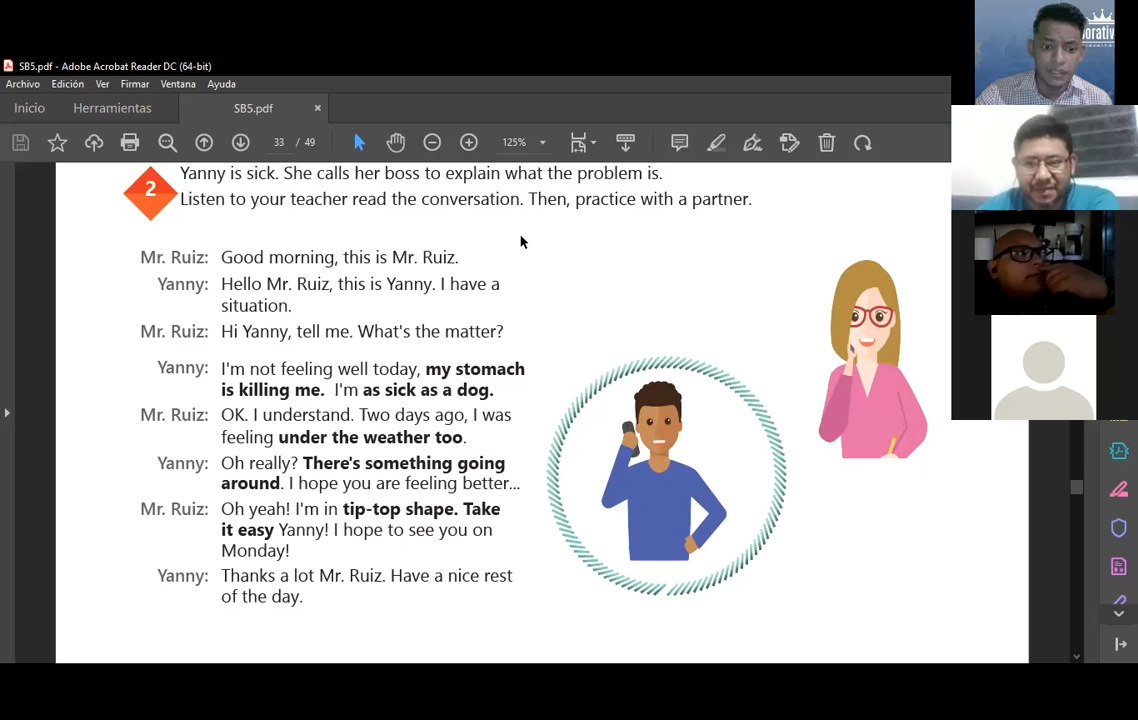 orativ
SB5.pdf - Adobe Acrobat Reader DC (64-bit)
Archivo Edición Ver Firmar Ventana Ayuda
Inicio Herramientas SB5.pdf ×
33 / 49 125%
2
Yanny is sick. She calls her boss to explain what the problem is.
Listen to your teacher read the conversation. Then, practice with a partner.
Mr. Ruiz: Good morning, this is Mr. Ruiz.
Yanny: Hello Mr. Ruiz, this is Yanny. I have a
situation.
Mr. Ruiz: Hi Yanny, tell me. What's the matter?
Yanny: I'm not feeling well today, my stomach
is killing me. I'm as sick as a dog.
Mr. Ruiz: OK. I understand. Two days ago, I was
feeling under the weather too.
Yanny: Oh really? There's something going
around. I hope you are feeling better...
Mr. Ruiz: Oh yeah! I'm in tip-top shape. Take
it easy Yanny! I hope to see you on
Monday!
Yanny: Thanks a lot Mr. Ruiz. Have a nice rest
of the day.